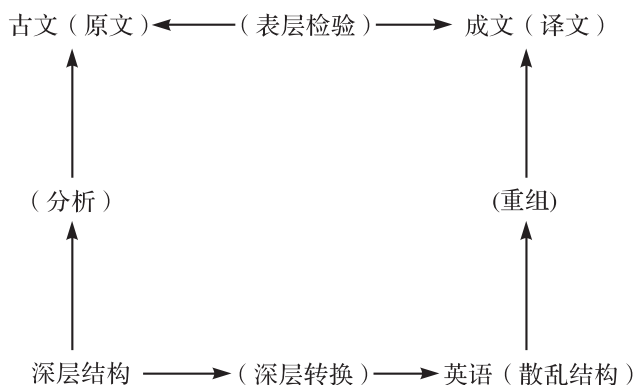 古文（原文） （表层检验） 成文（译文）
（分析） (重组)
深层结构 （深层转换） 英语（散乱结构）